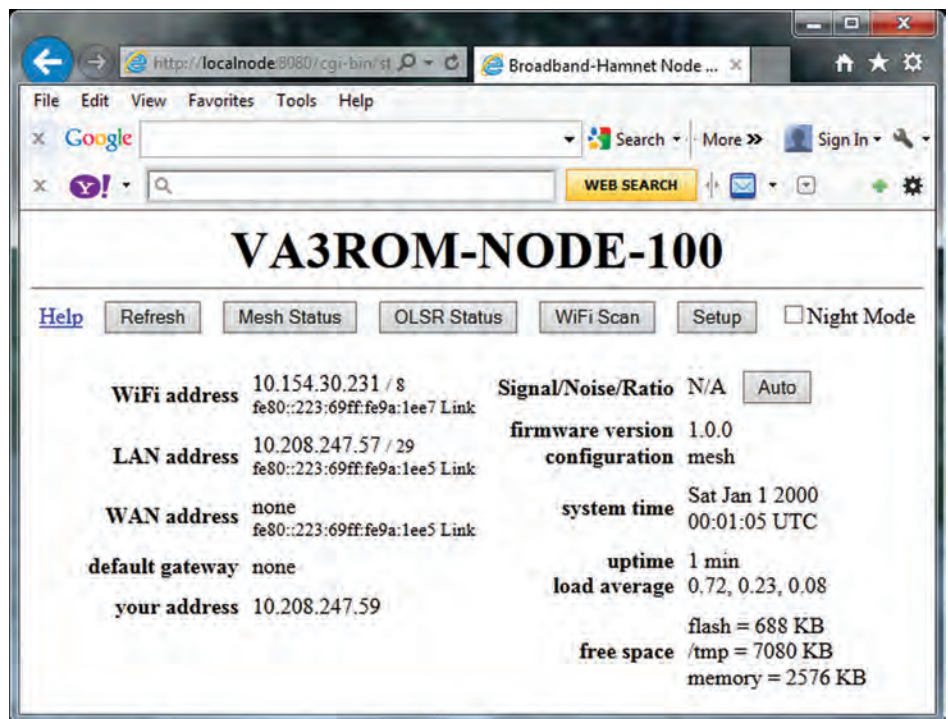 http://localnode:8080/cgi-bin/st
Broadband-Hamnet Node ...
File Edit View Favorites Tools Help
x Google Search More >> Sign In
x Y! WEB SEARCH
VA3ROM-NODE-100
Help Refresh Mesh Status OLSR Status WiFi Scan Setup Night Mode
WiFi address 10.154.30.231 / 8
fe80::223:69ff:fe9a:1ee7 Link
LAN address 10.208.247.57 / 29
fe80::223:69ff:fe9a:1ee5 Link
WAN address none
fe80::223:69ff:fe9a:1ee5 Link
default gateway none
your address 10.208.247.59
Signal/Noise/Ratio N/A Auto
firmware version 1.0.0
configuration mesh
system time Sat Jan 1 2000
00:01:05 UTC
uptime 1 min
load average 0.72, 0.23, 0.08
free space flash = 688 KB
/tmp = 7080 KB
memory = 2576 KB